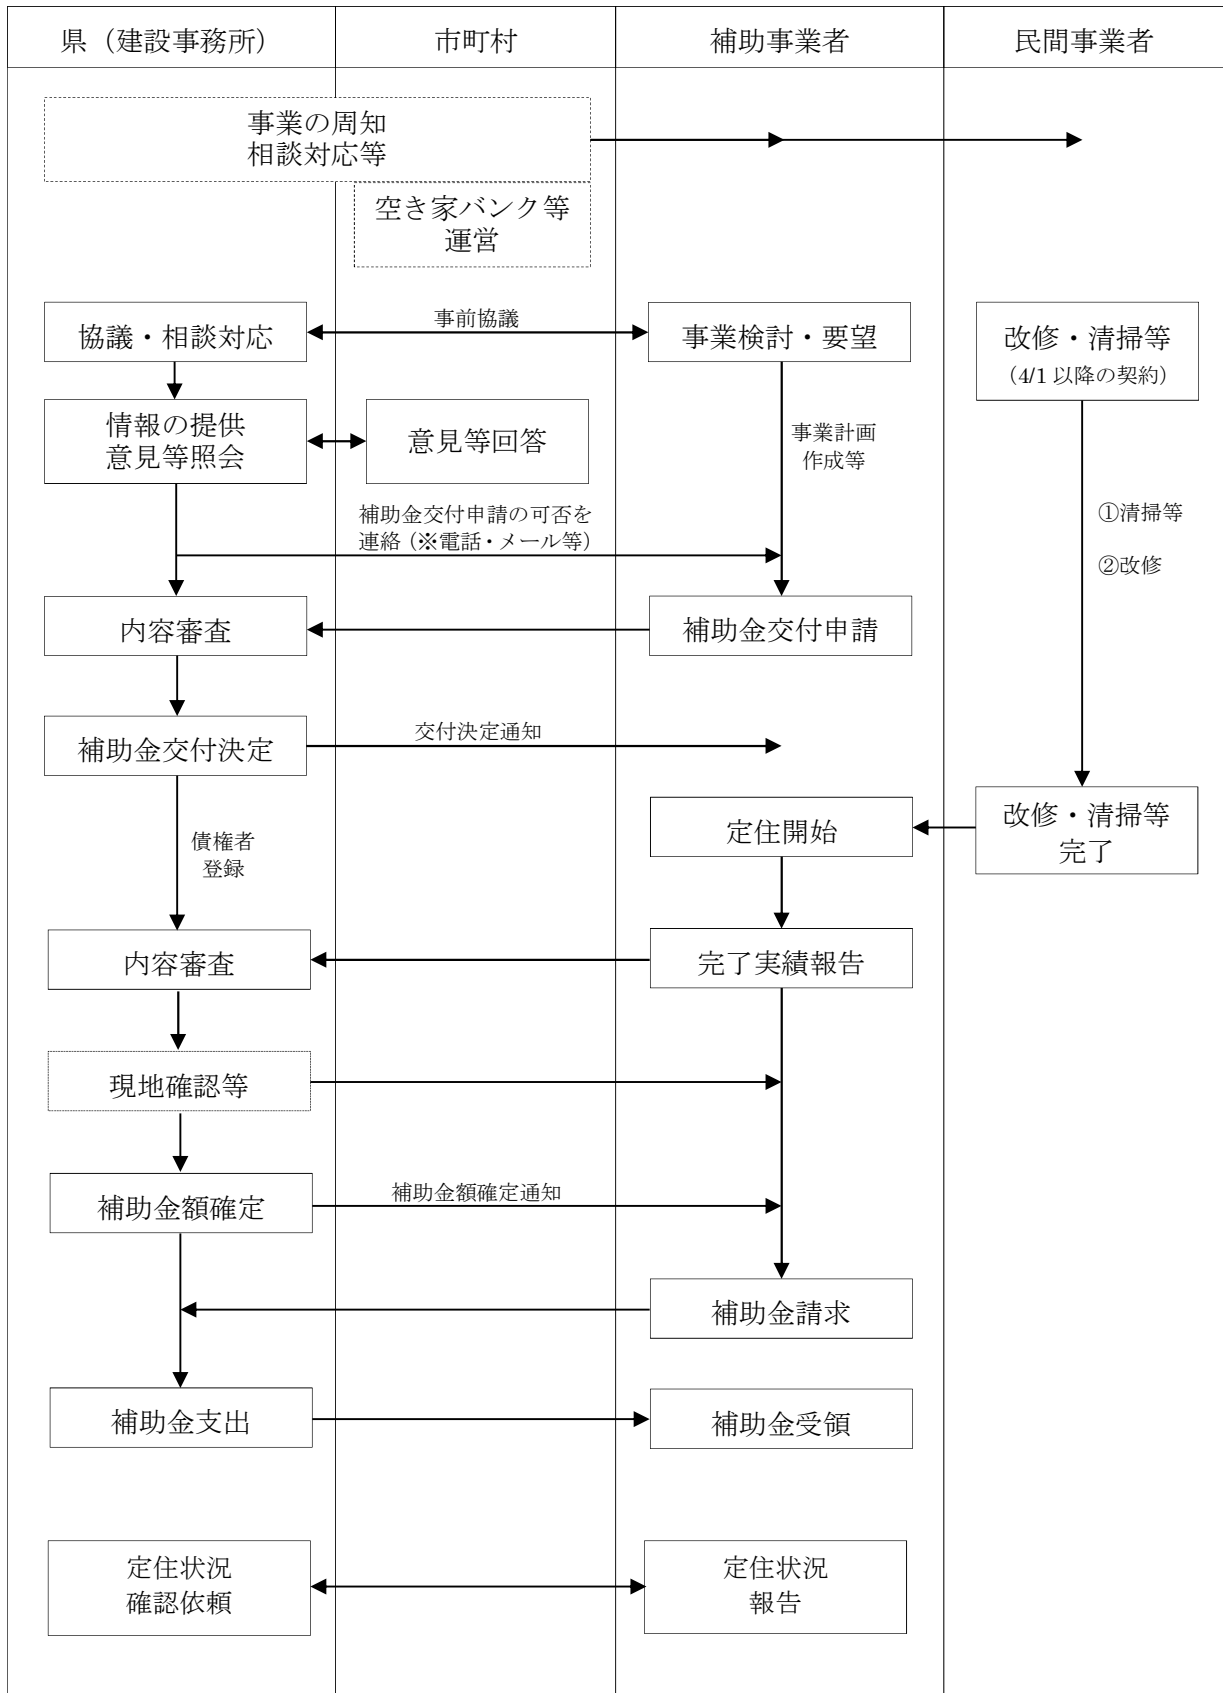 県（建設事務所）
市町村
補助事業者
民間事業者
事業の周知
相談対応等
空き家バンク等
運営
協議・相談対応
事前協議
事業検討・要望
改修・清掃等
（4/1 以降の契約）
情報の提供
意見等照会
意見等回答
事業計画
作成等
補助金交付申請の可否を
連絡（※電話・メール等）
①清掃等
②改修
内容審査
補助金交付申請
補助金交付決定
交付決定通知
債権者
登録
定住開始
改修・清掃等
完了
内容審査
完了実績報告
現地確認等
補助金額確定
補助金額確定通知
補助金請求
補助金支出
補助金受領
定住状況
確認依頼
定住状況
報告